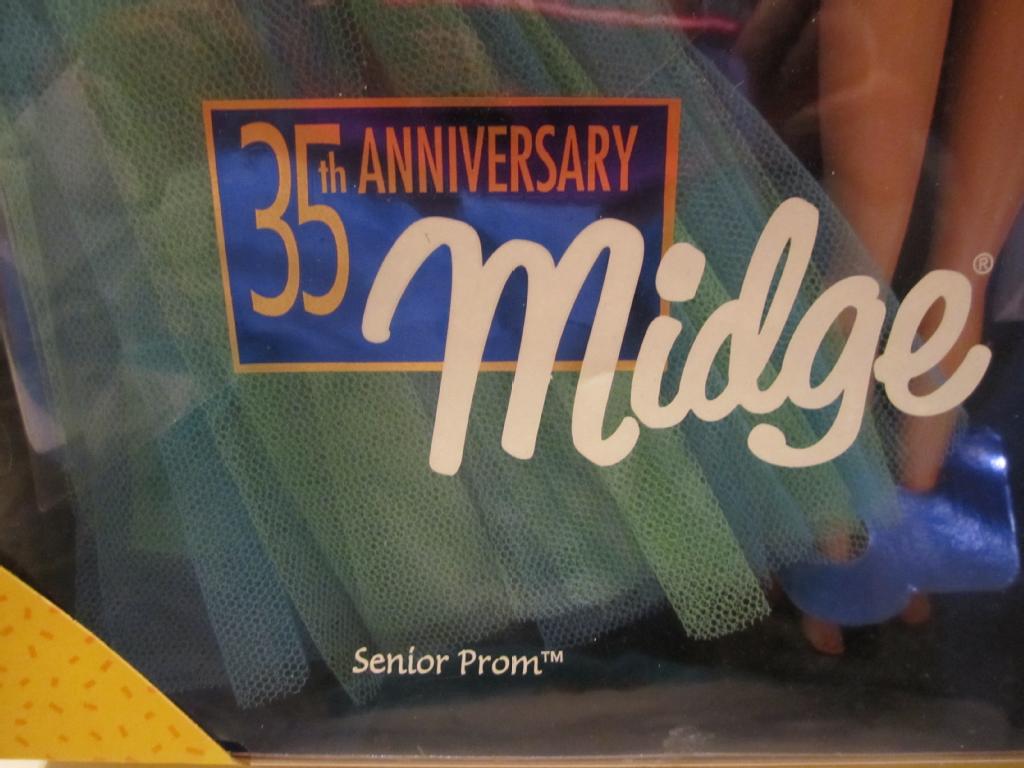 35th ANNIVERSARY
Midge®
Senior Prom™